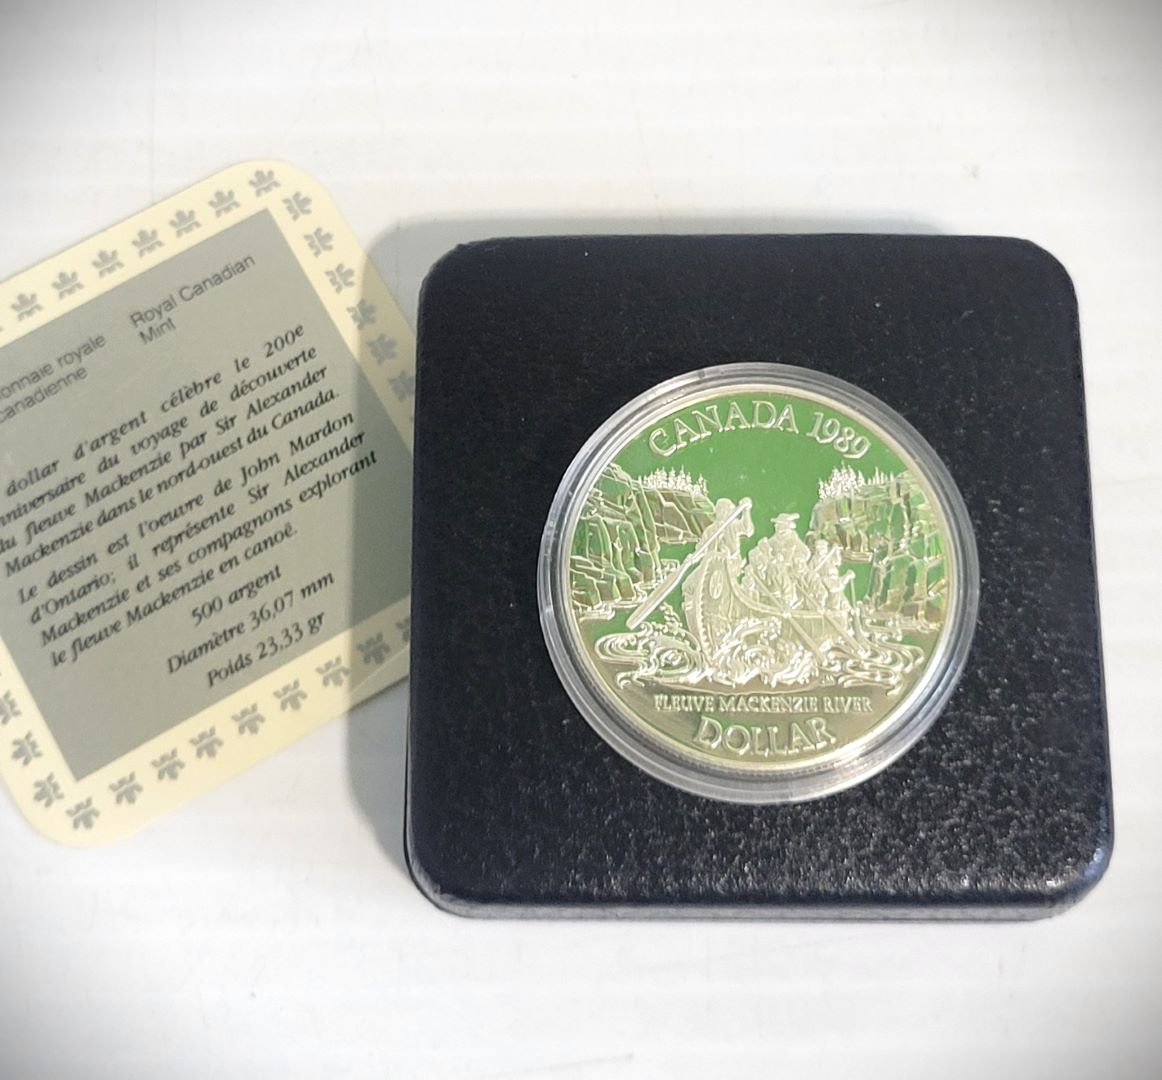 canadienne
Royal Canadian
Mint
royale
dollar d'argent célèbre le 200e
du voyage de découverte
fleuve Mackenzie par Sir Alexander
Mackenzie dans le nord-ouest du Canada.
Le dessin est l'oeuvre de John Mardon
d'Ontario; il représente Sir Alexander
Mackenzie et ses compagnons explorant
le fleuve Mackenzie en canoë.
500 argent
Diamètre 36,07 mm
Poids 23,33 gr
CANADA 1989
FLEUVE MACKENZIE RIVER
DOLLAR